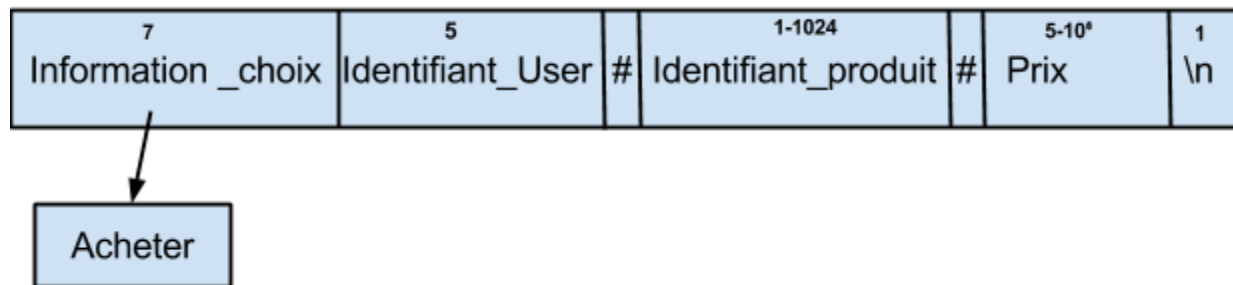 7 5 1-1024 5-10⁶ 1
Information _choix Identifiant_User # Identifiant_produit # Prix \n
Acheter